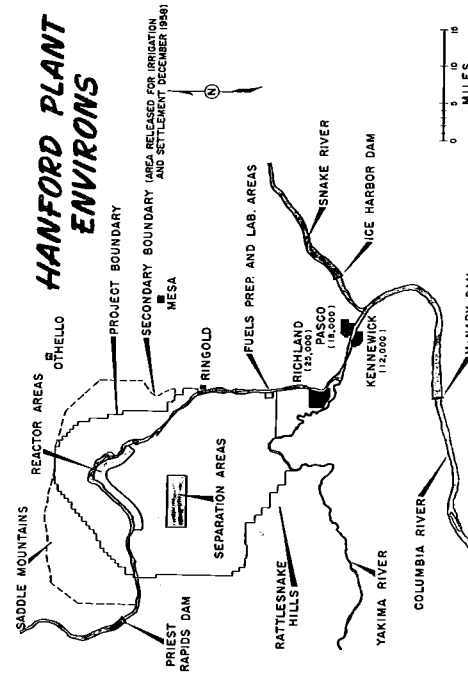 HANFORD PLANT
ENVIRONS
OTHELLO
PROJECT BOUNDARY
SECONDARY BOUNDARY (AREA RELEASED FOR IRRIGATION
AND SETTLEMENT DECEMBER 1958)
MESA
N
REACTOR AREAS
SADDLE MOUNTAINS
RINGOLD
FUELS PREP. AND LAB. AREAS
SEPARATION AREAS
PRIEST
RAPIDS DAM
RATTLESNAKE
HILLS
YAKIMA RIVER
RICHLAND
(25,000)
PASCO
(18,000)
KENNEWICK
(12,000)
SNAKE RIVER
ICE HARBOR DAM
COLUMBIA RIVER
0 5 10 15
MILES